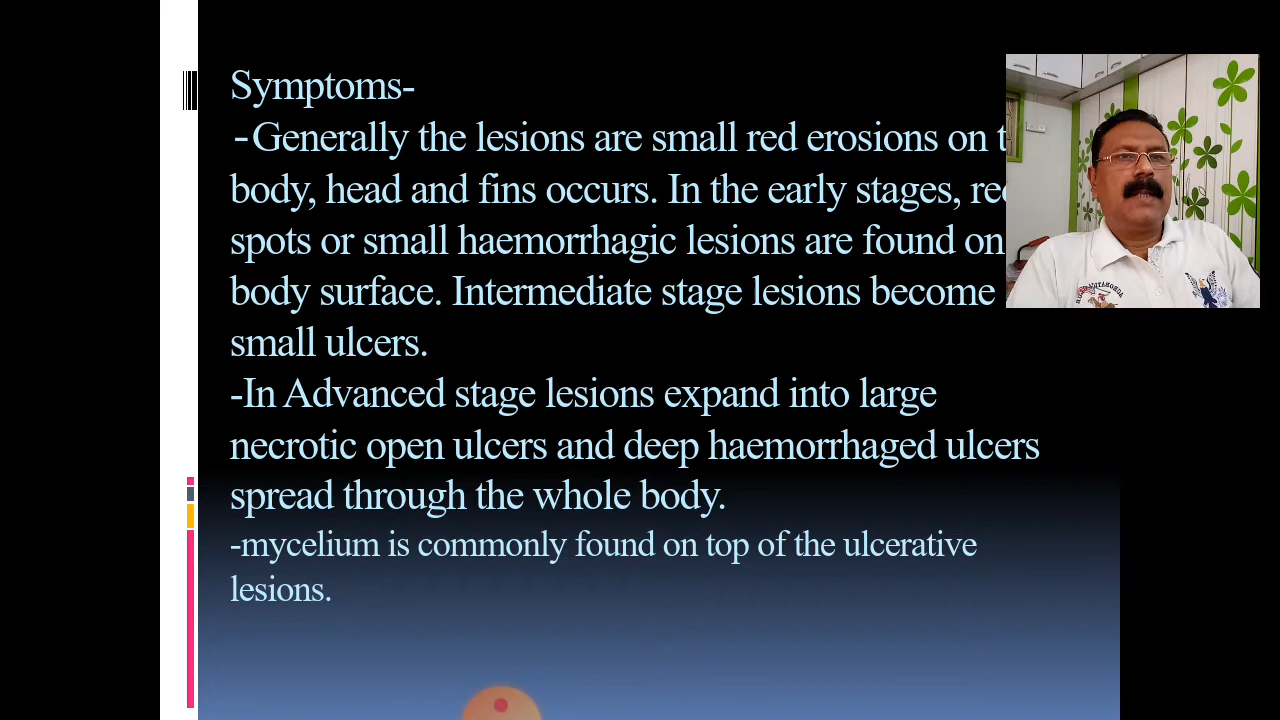 Symptoms-
-Generally the lesions are small red erosions on
body, head and fins occurs. In the early stages,
spots or small haemorrhagic lesions are found on
body surface. Intermediate stage lesions become
small ulcers.
-In Advanced stage lesions expand into large
necrotic open ulcers and deep haemorrhaged ulcers
spread through the whole body.
-mycelium is commonly found on top of the ulcerative
lesions.